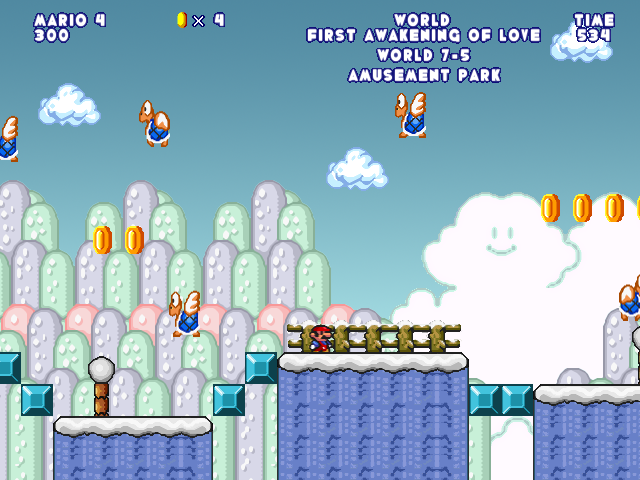 MARIO 4
300
× 4
WORLD
FIRST AWAKENING OF LOVE
WORLD 7-5
AMUSEMENT PARK
TIME
534